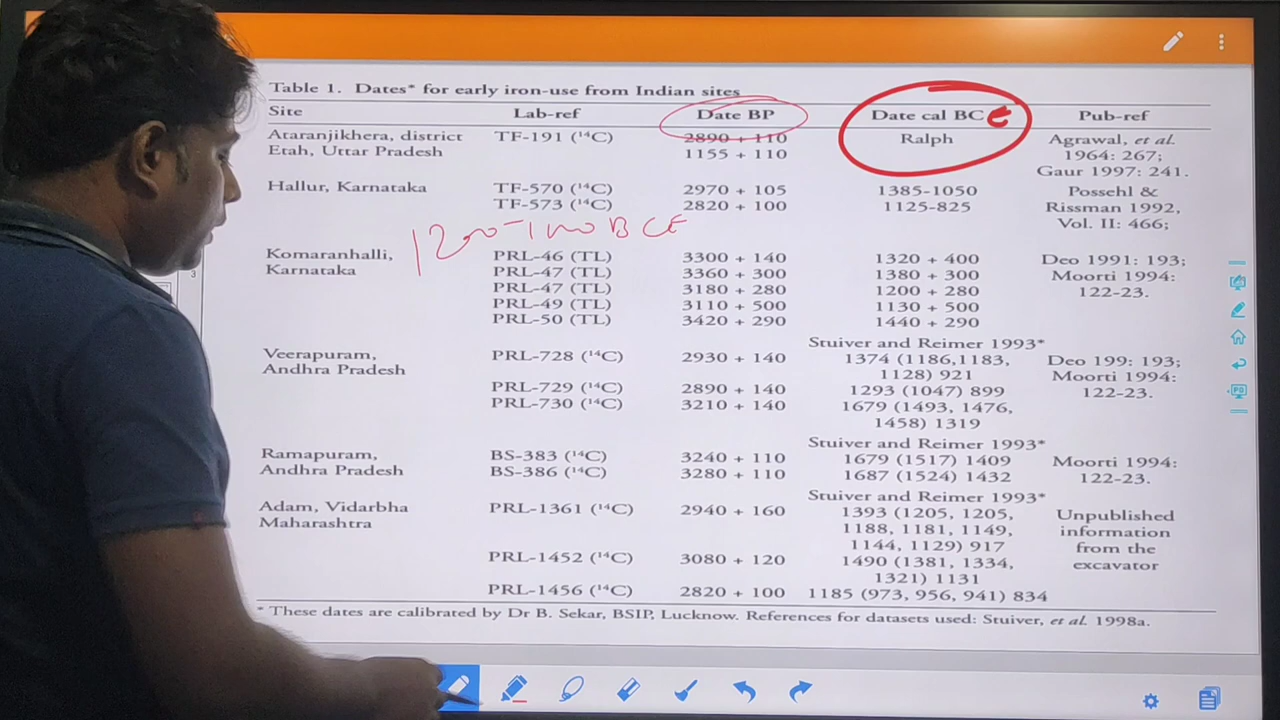 Table 1. Dates* for early iron-use from Indian sites
Site Lab-ref Date BP Date cal BC e Pub-ref
Ataranjikhera, district TF-191 (¹⁴C) 2890 + 110 Ralph Agrawal, et al.
Etah, Uttar Pradesh 1155 + 110 1964: 267;
Gaur 1997: 241.
Hallur, Karnataka TF-570 (¹⁴C) 2970 + 105 1385-1050 Possehl &
TF-573 (¹⁴C) 2820 + 100 1125-825 Rissman 1992,
Vol. II: 466;
BCE
Komaranhalli, PRL-46 (TL) 3300 + 140 1320 + 400 Deo 1991: 193;
Karnataka PRL-47 (TL) 3360 + 300 1380 + 300 Moorti 1994:
PRL-47 (TL) 3180 + 280 1200 + 280 122-23.
PRL-49 (TL) 3110 + 500 1130 + 500
PRL-50 (TL) 3420 + 290 1440 + 290
Stuiver and Reimer 1993*
Veerapuram, PRL-728 (¹⁴C) 2930 + 140 1374 (1186,1183, Deo 199: 193;
Andhra Pradesh 1128) 921 Moorti 1994:
PRL-729 (¹⁴C) 2890 + 140 1293 (1047) 899 122-23.
PRL-730 (¹⁴C) 3210 + 140 1679 (1493, 1476,
1458) 1319
Stuiver and Reimer 1993*
Ramapuram, BS-383 (¹⁴C) 3240 + 110 1679 (1517) 1409 Moorti 1994:
Andhra Pradesh BS-386 (¹⁴C) 3280 + 110 1687 (1524) 1432 122-23.
Stuiver and Reimer 1993*
Adam, Vidarbha PRL-1361 (¹⁴C) 2940 + 160 1393 (1205, 1205, Unpublished
Maharashtra 1188, 1181, 1149, information
1144, 1129) 917 from the
PRL-1452 (¹⁴C) 3080 + 120 1490 (1381, 1334, excavator
1321) 1131
PRL-1456 (¹⁴C) 2820 + 100 1185 (973, 956, 941) 834
* These dates are calibrated by Dr B. Sekar, BSIP, Lucknow. References for datasets used: Stuiver, et al. 1998a.